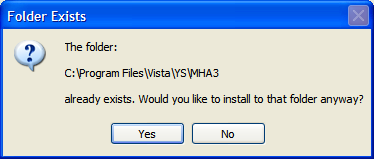 Folder Exists
The folder:
C:\Program Files\Vista\YS\MHA3
already exists. Would you like to install to that folder anyway?
Yes
No